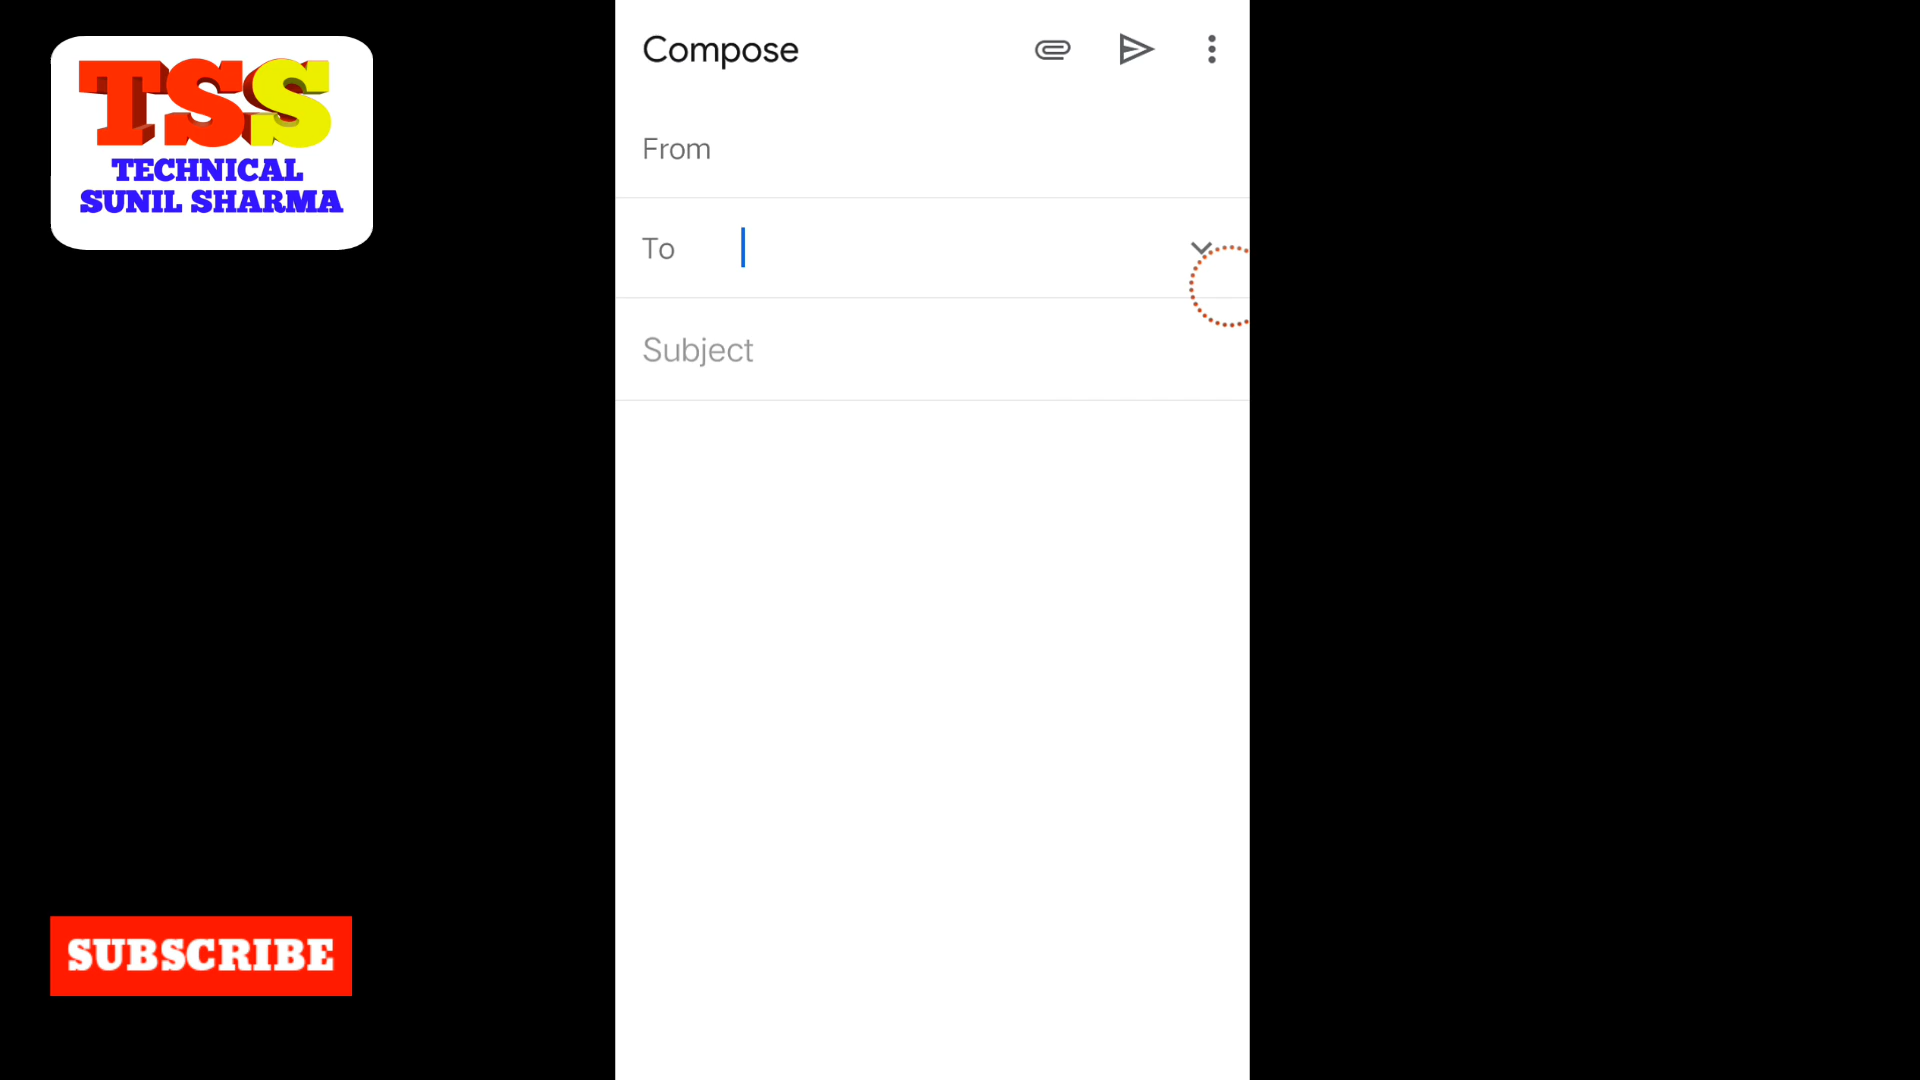 TSS
TECHNICAL
SUNIL SHARMA
Compose
From
To
Subject
SUBSCRIBE